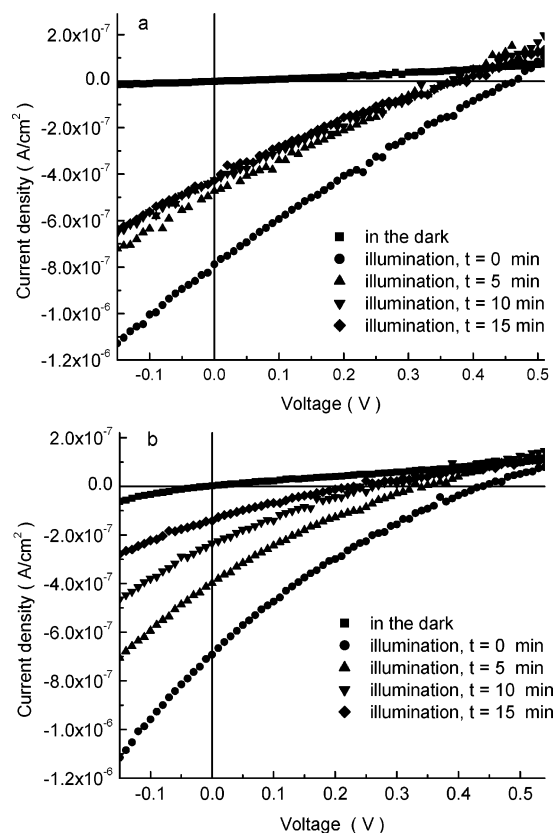 a
2.0x10⁻⁷
0.0
-2.0x10⁻⁷
-4.0x10⁻⁷
-6.0x10⁻⁷
-8.0x10⁻⁷
-1.0x10⁻⁶
-1.2x10⁻⁶
Current density ( A/cm² )
in the dark
illumination, t = 0 min
illumination, t = 5 min
illumination, t = 10 min
illumination, t = 15 min
-0.1 0.0 0.1 0.2 0.3 0.4 0.5
Voltage ( V )
b
2.0x10⁻⁷
0.0
-2.0x10⁻⁷
-4.0x10⁻⁷
-6.0x10⁻⁷
-8.0x10⁻⁷
-1.0x10⁻⁶
-1.2x10⁻⁶
Current density ( A/cm² )
in the dark
illumination, t = 0 min
illumination, t = 5 min
illumination, t = 10 min
illumination, t = 15 min
-0.1 0.0 0.1 0.2 0.3 0.4 0.5
Voltage ( V )